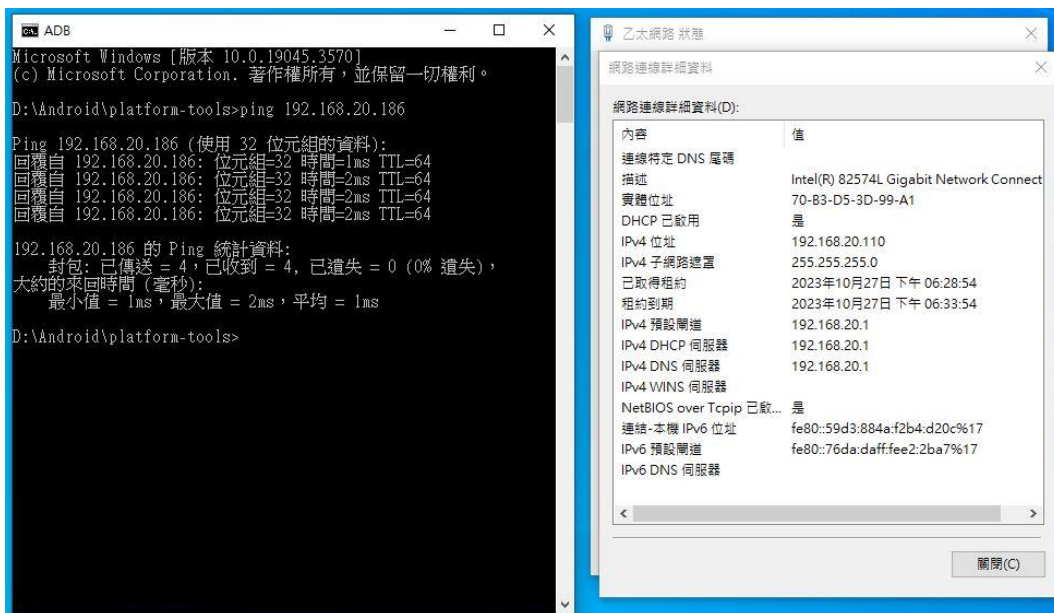 ADB
Microsoft Windows [版本 10.0.19045.3570]
(c) Microsoft Corporation. 著作權所有，並保留一切權利。
D:\Android\platform-tools>ping 192.168.20.186
Ping 192.168.20.186 (使用 32 位元組的資料):
回覆自 192.168.20.186: 位元組=32 時間=1ms TTL=64
回覆自 192.168.20.186: 位元組=32 時間=2ms TTL=64
回覆自 192.168.20.186: 位元組=32 時間=2ms TTL=64
回覆自 192.168.20.186: 位元組=32 時間=2ms TTL=64
192.168.20.186 的 Ping 統計資料:
封包: 已傳送 = 4，已收到 = 4, 已遺失 = 0 (0% 遺失)，
大約的來回時間 (毫秒):
最小值 = 1ms，最大值 = 2ms，平均 = 1ms
D:\Android\platform-tools>
乙太網路 狀態
網路連線詳細資料
網路連線詳細資料(D):
內容 值
連線特定 DNS 尾碼
描述 Intel(R) 82574L Gigabit Network Connect
實體位址 70-B3-D5-3D-99-A1
DHCP 已啟用 是
IPv4 位址 192.168.20.110
IPv4 子網路遮罩 255.255.255.0
已取得租約 2023年10月27日 下午 06:28:54
租約到期 2023年10月27日 下午 06:33:54
IPv4 預設閘道 192.168.20.1
IPv4 DHCP 伺服器 192.168.20.1
IPv4 DNS 伺服器 192.168.20.1
IPv4 WINS 伺服器
NetBIOS over Tcpip 已啟... 是
連結-本機 IPv6 位址 fe80::59d3:884a:f2b4:d20c%17
IPv6 預設閘道 fe80::76da:daff:fee2:2ba7%17
IPv6 DNS 伺服器
關閉(C)